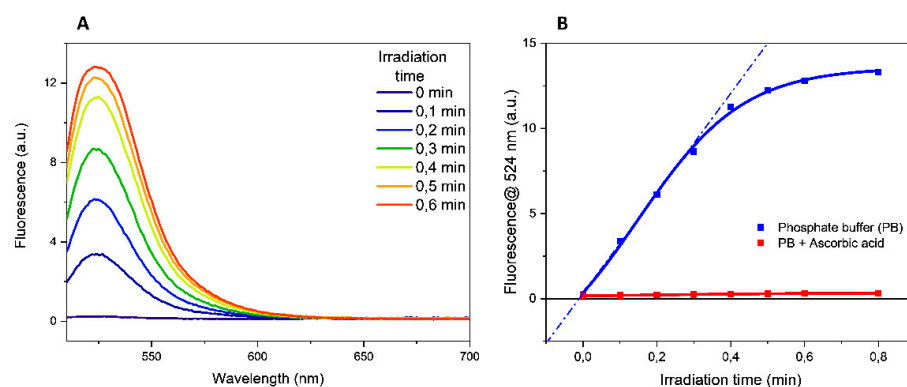 A
Fluorescence (a.u.)
12
9
6
3
0
550
600
650
700
Wavelength (nm)
Irradiation
time
0 min
0,1 min
0,2 min
0,3 min
0,4 min
0,5 min
0,6 min
B
Fluorescence@ 524 nm (a.u.)
15
10
5
0
0,0
0,2
0,4
0,6
0,8
Irradiation time (min)
Phosphate buffer (PB)
PB + Ascorbic acid